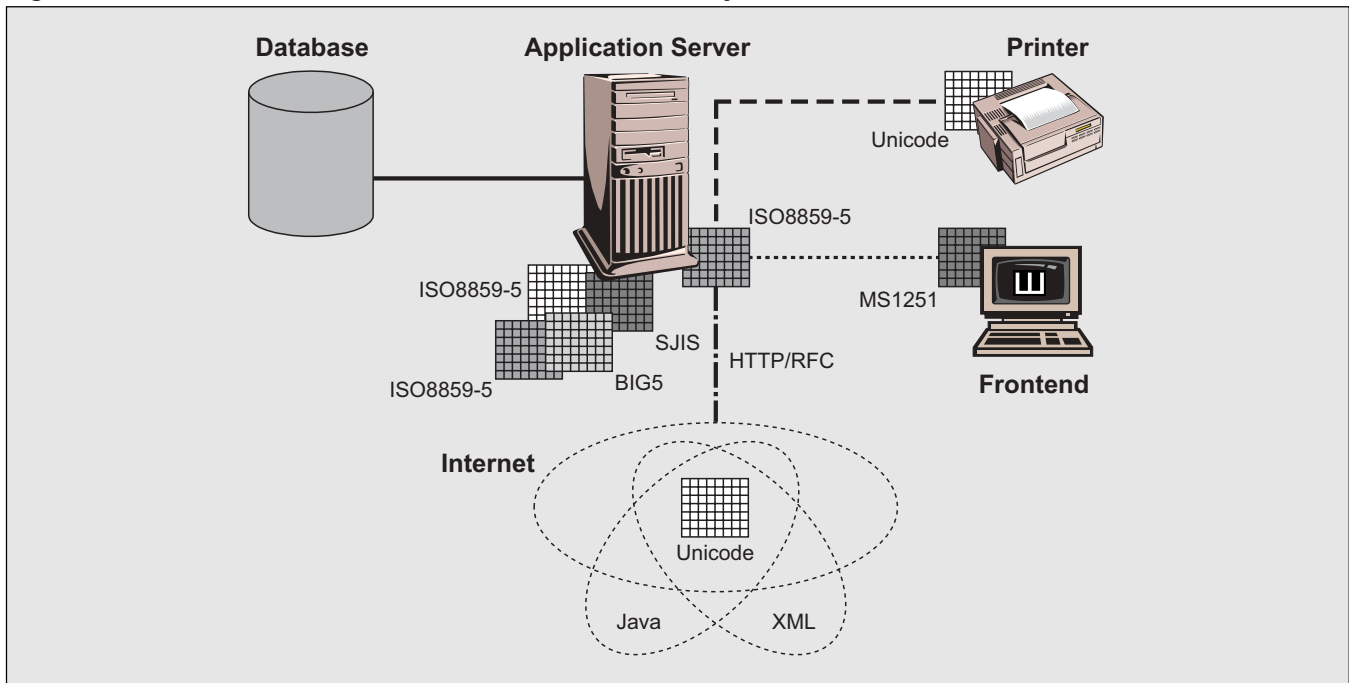 Database
Application Server
Printer
Unicode
ISO8859-5
ISO8859-5
MS1251
Ш
SJIS
HTTP/RFC
BIG5
ISO8859-5
Frontend
Internet
Unicode
Java
XML